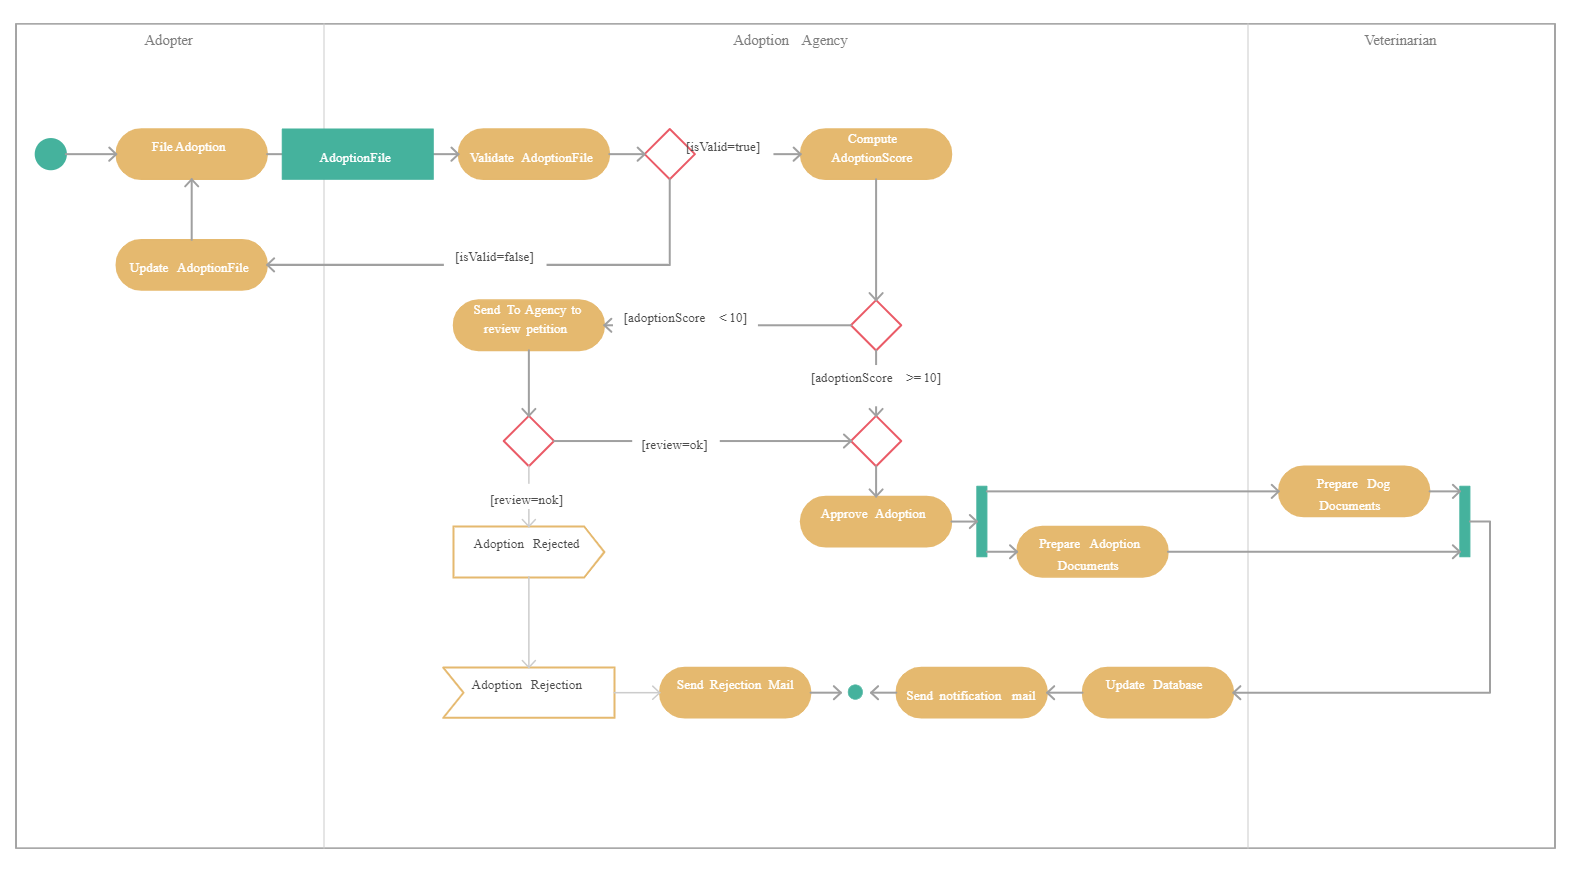 Adopter
Adoption Agency
Veterinarian
File Adoption
AdoptionFile
Validate AdoptionFile
[isValid=true]
Compute
AdoptionScore
Update AdoptionFile
[isValid=false]
Send To Agency to
review petition
[adoptionScore < 10]
[adoptionScore >= 10]
[review=ok]
[review=nok]
Approve Adoption
Prepare Dog
Documents
Prepare Adoption
Documents
Adoption Rejected
Adoption Rejection
Send Rejection Mail
Send notification mail
Update Database